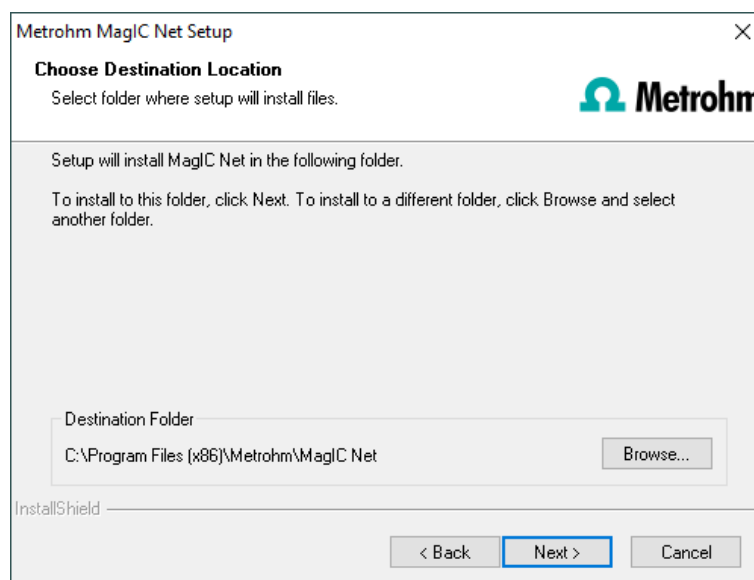 Metrohm MagIC Net Setup
Choose Destination Location
Select folder where setup will install files.
Metrohm
Setup will install MagIC Net in the following folder.
To install to this folder, click Next. To install to a different folder, click Browse and select
another folder.
Destination Folder
C:\Program Files (x86)\Metrohm\MagIC Net
Browse...
InstallShield
< Back
Next >
Cancel